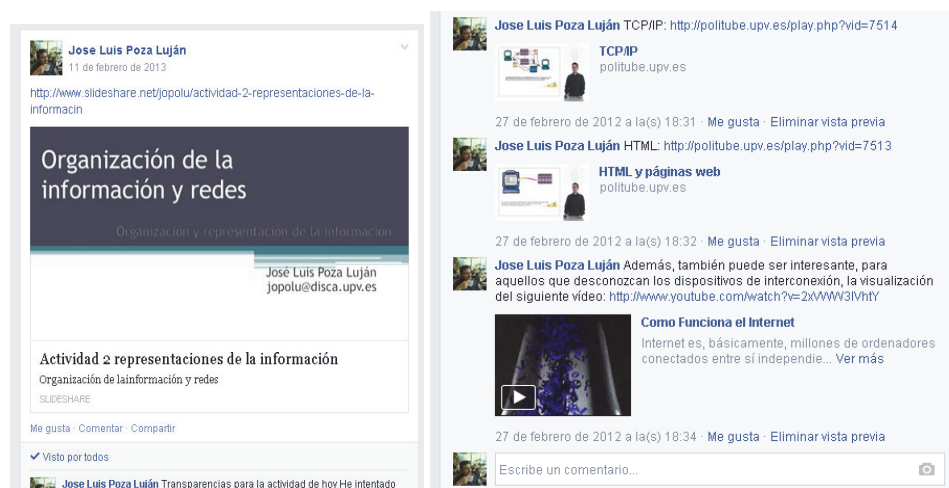 Jose Luis Poza Luján
11 de febrero de 2013
http://www.slideshare.net/jopolu/actividad-2-representaciones-de-la-
informacin
Organización de la
información y redes
Organización y representacion de la informacion
José Luis Poza Luján
jopolu@disca.upv.es
Actividad 2 representaciones de la información
Organización de lainformación y redes
SLIDESHARE
Me gusta · Comentar · Compartir
Visto por todos
Jose Luis Poza Luján Transparencias para la actividad de hoy He intentado
Jose Luis Poza Luján TCP/IP: http://politube.upv.es/play.php?vid=7514
TCP/IP
politube.upv.es
27 de febrero de 2012 a la(s) 18:31 · Me gusta · Eliminar vista previa
Jose Luis Poza Luján HTML: http://politube.upv.es/play.php?vid=7513
HTML y páginas web
politube.upv.es
27 de febrero de 2012 a la(s) 18:32 · Me gusta · Eliminar vista previa
Jose Luis Poza Luján Además, también puede ser interesante, para
aquellos que desconozcan los dispositivos de interconexión, la visualización
del siguiente vídeo: http://www.youtube.com/watch?v=2xVWW3lVhtY
Como Funciona el Internet
Internet es, básicamente, millones de ordenadores
conectados entre sí independie... Ver más
27 de febrero de 2012 a la(s) 18:34 · Me gusta · Eliminar vista previa
Escribe un comentario...